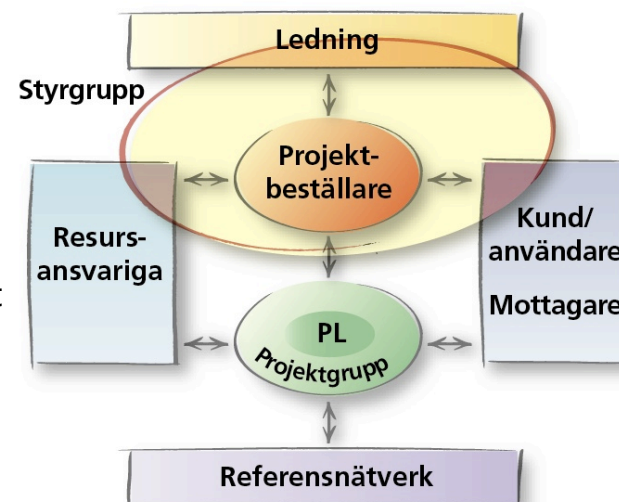 Ledning
Styrgrupp
Projekt-
beställare
Resurs-
ansvariga
Kund/
användare
Mottagare
PL
Projektgrupp
Referensnätverk